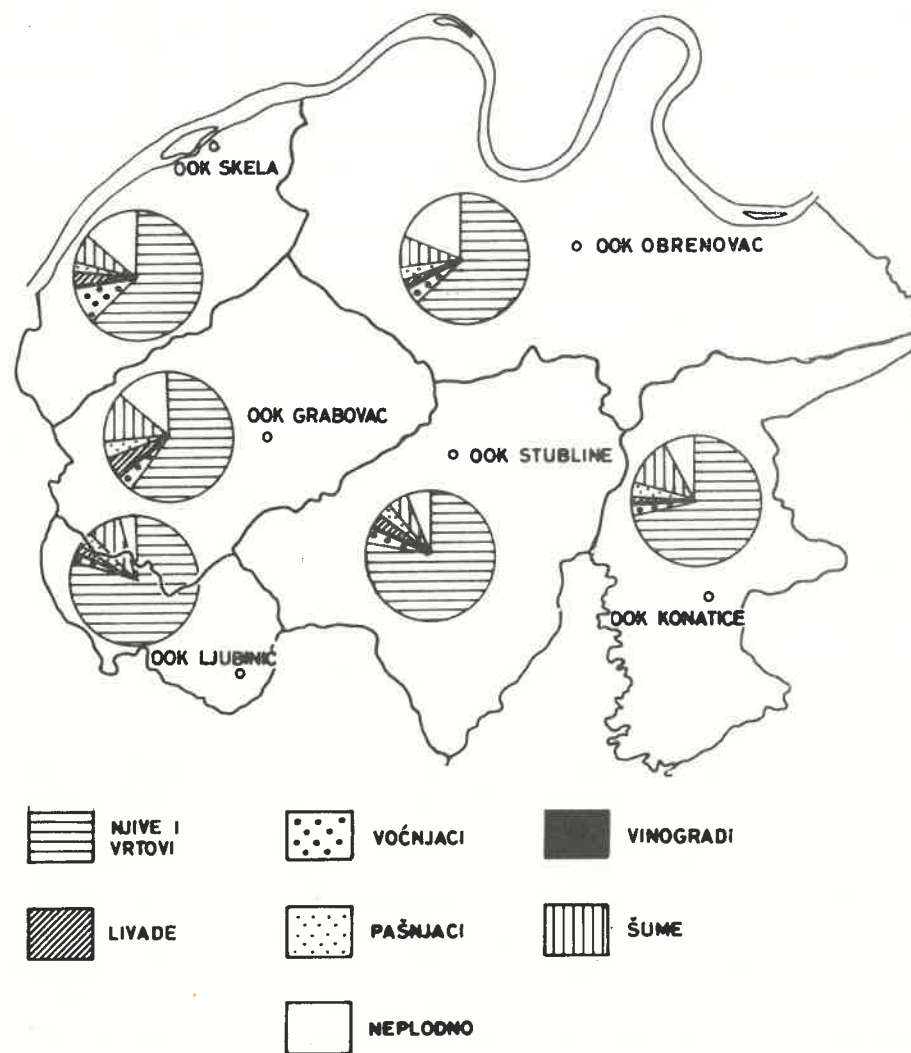 OOK SKELA
OOK OBRENOVAC
OOK GRABOVAC
OOK STUBLINE
OOK KONATICE
OOK LJUBINIĆ
NJIVE I
VRTOVI
VOĆNJACI
VINOGRADI
LIVADE
PAŠNJACI
ŠUME
NEPLODNO